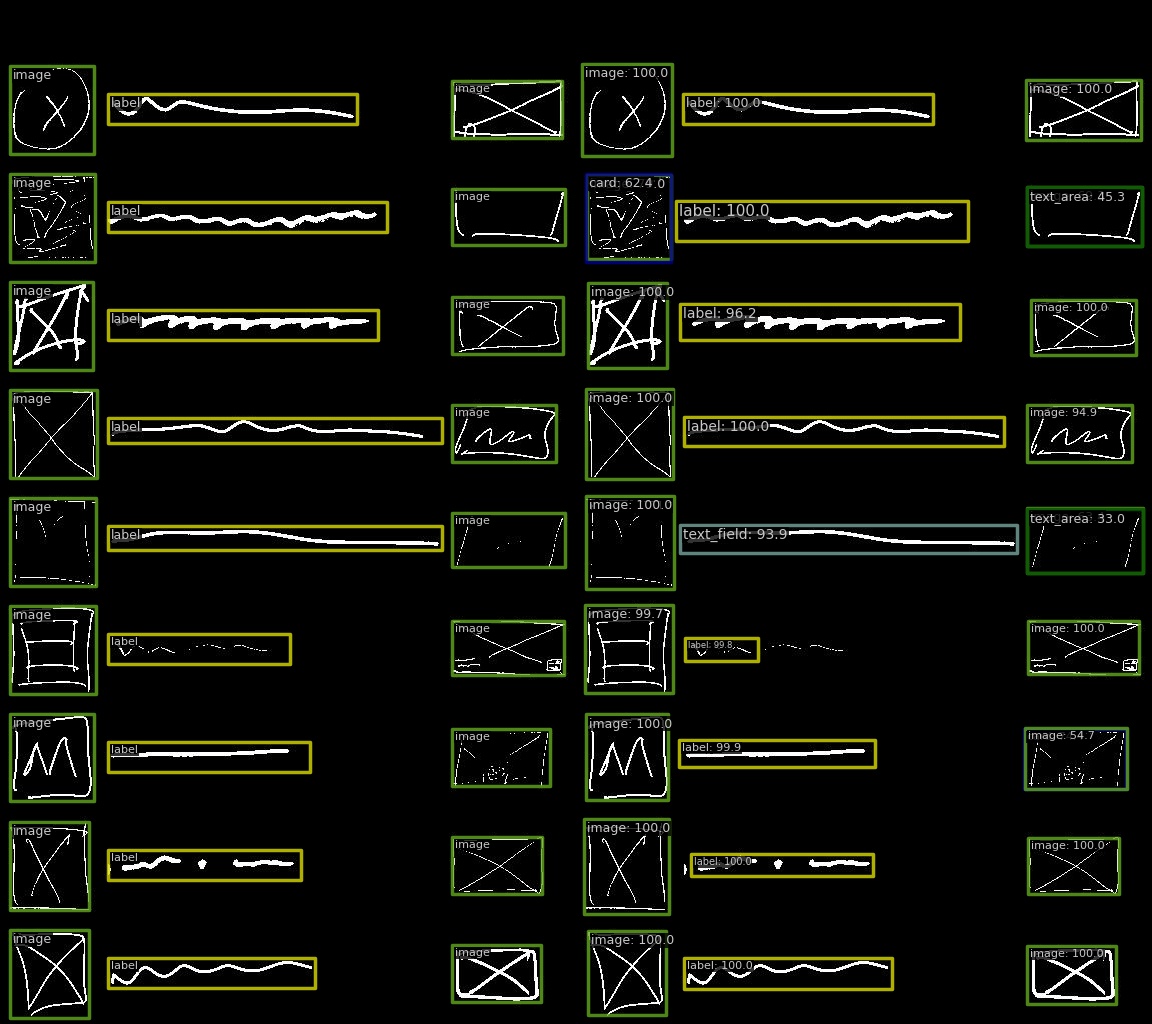 image label image image: 100.0 label: 100.0 image: 100.0
image label image card: 62.4.0 label: 100.0 text_area: 45.3
image label image image: 100.0 label: 96.2 image: 100.0
image label image image: 100.0 label: 100.0 image: 94.9
image label image image: 100.0 text_field: 93.9 text_area: 33.0
image label image image: 99.7 label: 99.8 image: 100.0
image label image image: 100.0 label: 99.9 image: 54.7
image label image image: 100.0 label: 100.0 image: 100.0
image label image image: 100.0 label: 100.0 image: 100.0